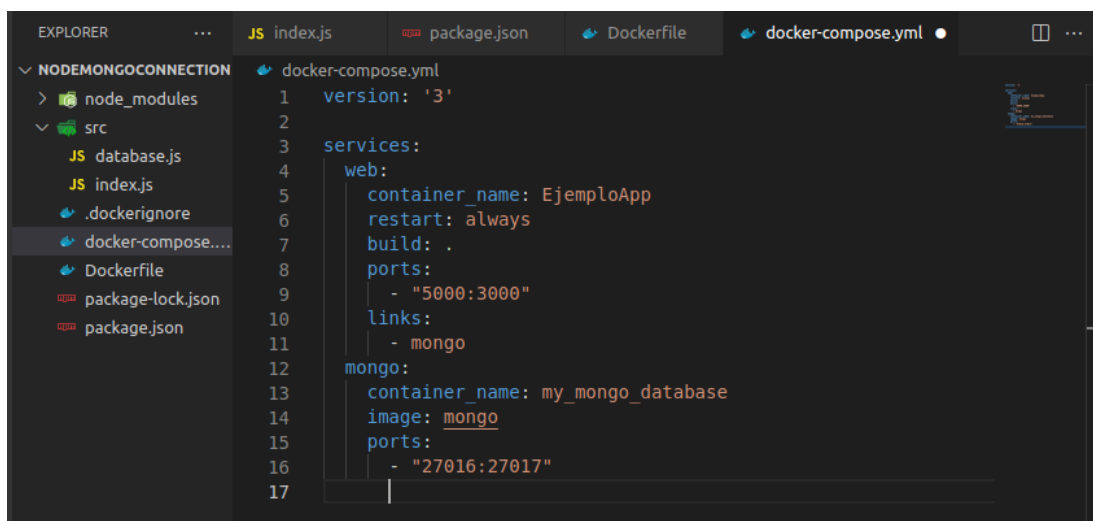 EXPLORER ···
NODEMONGOCONNECTION
node_modules
src
JS database.js
JS index.js
.dockerignore
docker-compose....
Dockerfile
package-lock.json
package.json
JS index.js
package.json
Dockerfile
docker-compose.yml ●
···
docker-compose.yml
1 version: '3'
2
3 services:
4 web:
5 container_name: EjemploApp
6 restart: always
7 build: .
8 ports:
9 - "5000:3000"
10 links:
11 - mongo
12 mongo:
13 container_name: my_mongo_database
14 image: mongo
15 ports:
16 - "27016:27017"
17